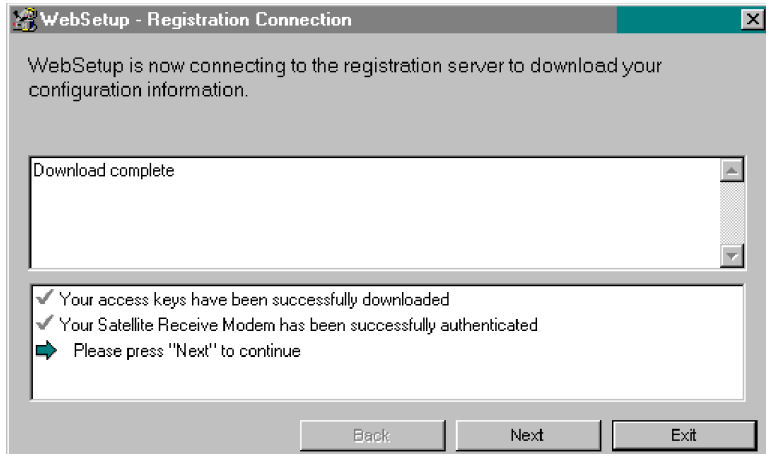 WebSetup - Registration Connection
WebSetup is now connecting to the registration server to download your
configuration information.
Download complete
Your access keys have been successfully downloaded
Your Satellite Receive Modem has been successfully authenticated
Please press "Next" to continue
Back Next Exit